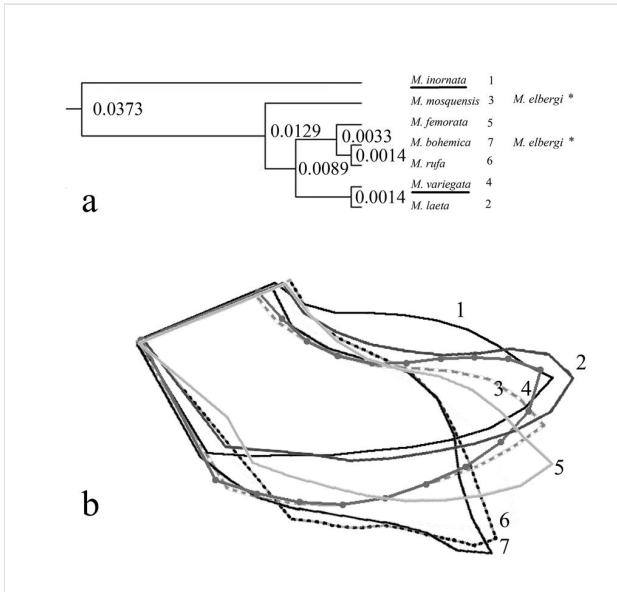 M. inornata 1
0.0373
M. mosquensis 3 M. elbergi *
M. femorata 5
0.0129
0.0033
M. bohemica 7 M. elbergi *
0.0014
M. rufa 6
0.0089
M. variegata 4
0.0014
M. laeta 2
a
1
2
3 4
5
6
7
b